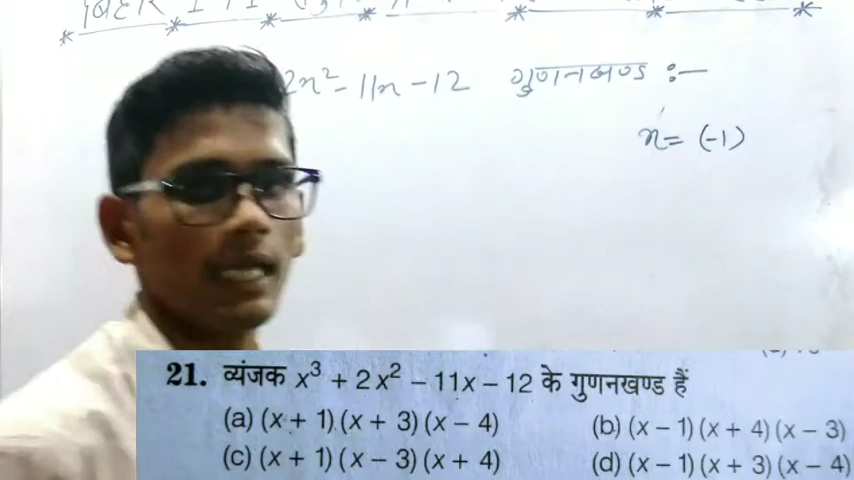 2x² - 11x - 12 गुणनखण्ड :-
x = (-1)
21. व्यंजक x³ + 2x² - 11x - 12 के गुणनखण्ड हैं
(a) (x + 1) (x + 3) (x - 4) (b) (x - 1) (x + 4) (x - 3)
(c) (x + 1) (x - 3) (x + 4) (d) (x - 1) (x + 3) (x - 4)